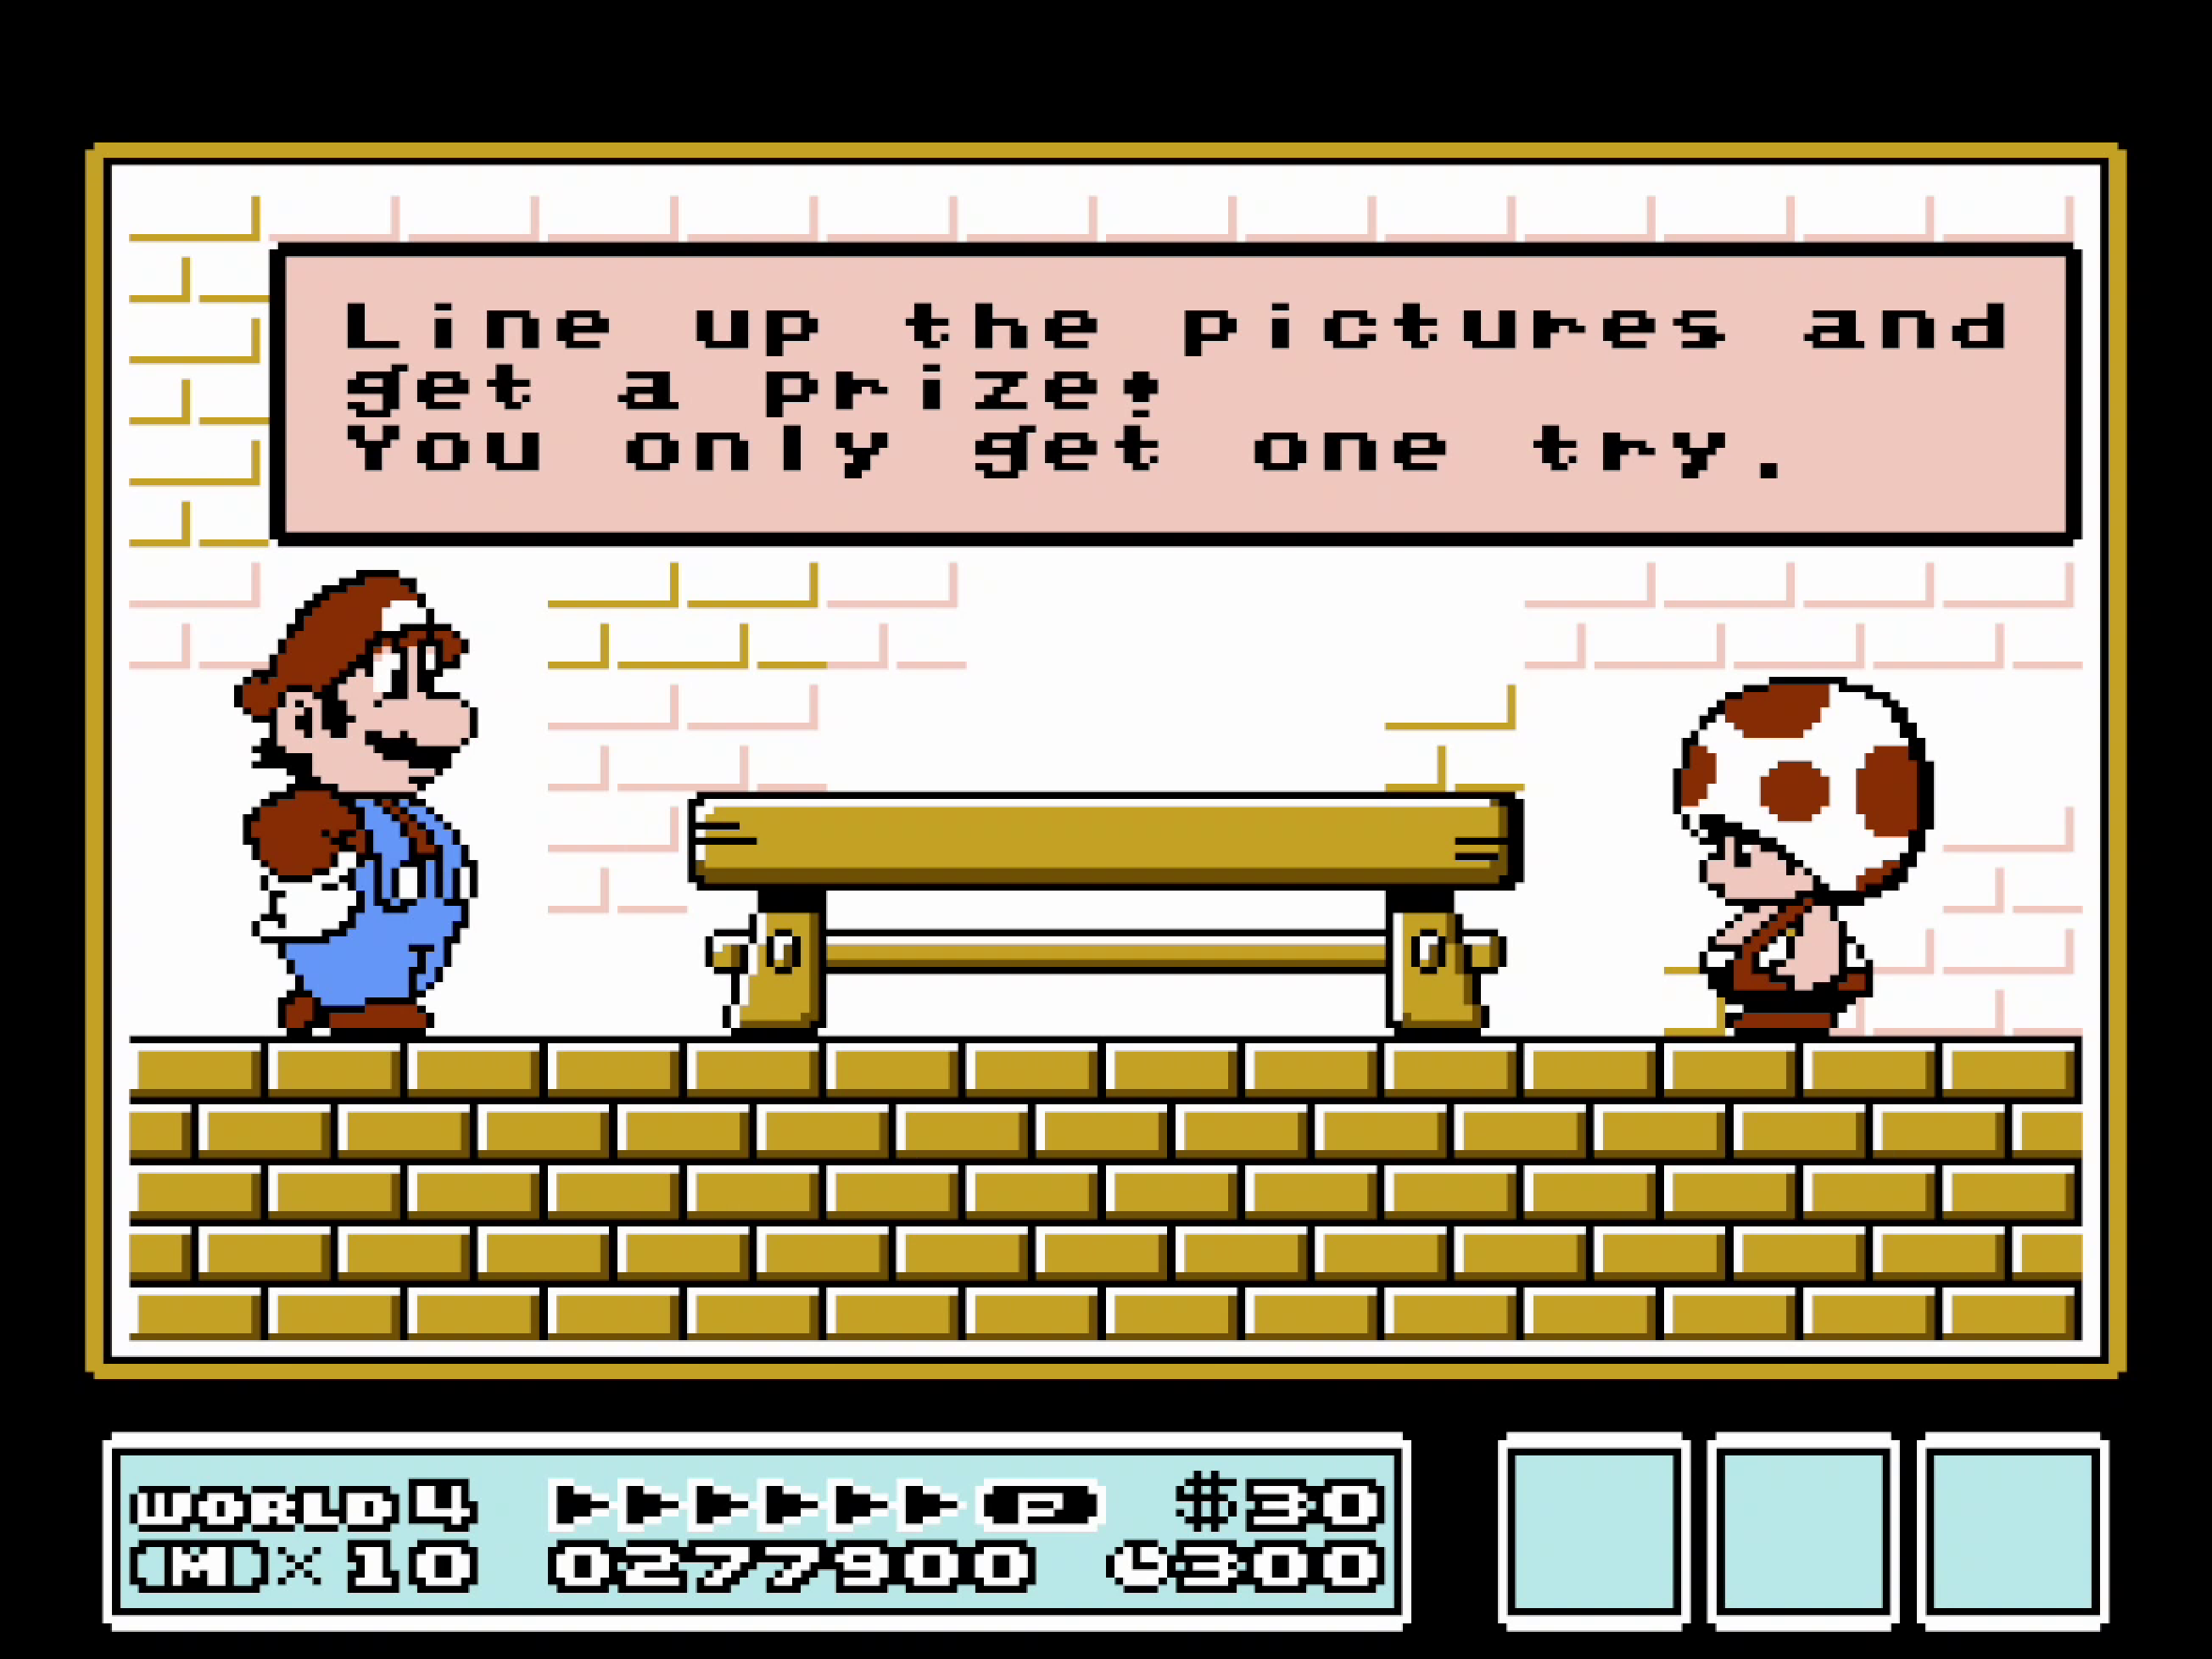 Line up the pictures and
get a prize!
You only get one try.
WORLD 4 P $30
M×10 0277900 300